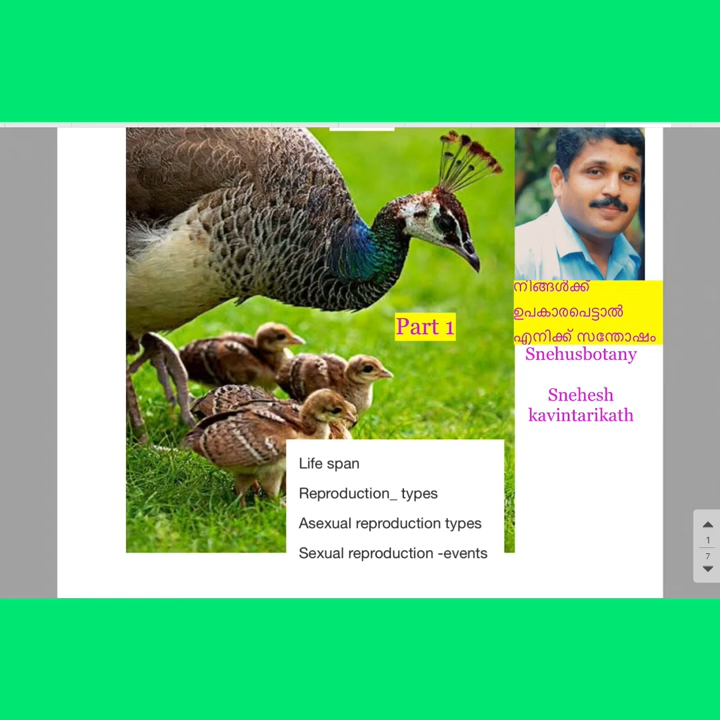 Part 1
നിങ്ങൾക്ക്
ഉപകാരപെട്ടാൽ
എനിക്ക് സന്തോഷം
Snehusbotany
Snehesh
kavintarikath
Life span
Reproduction_ types
Asexual reproduction types
Sexual reproduction -events
1
7